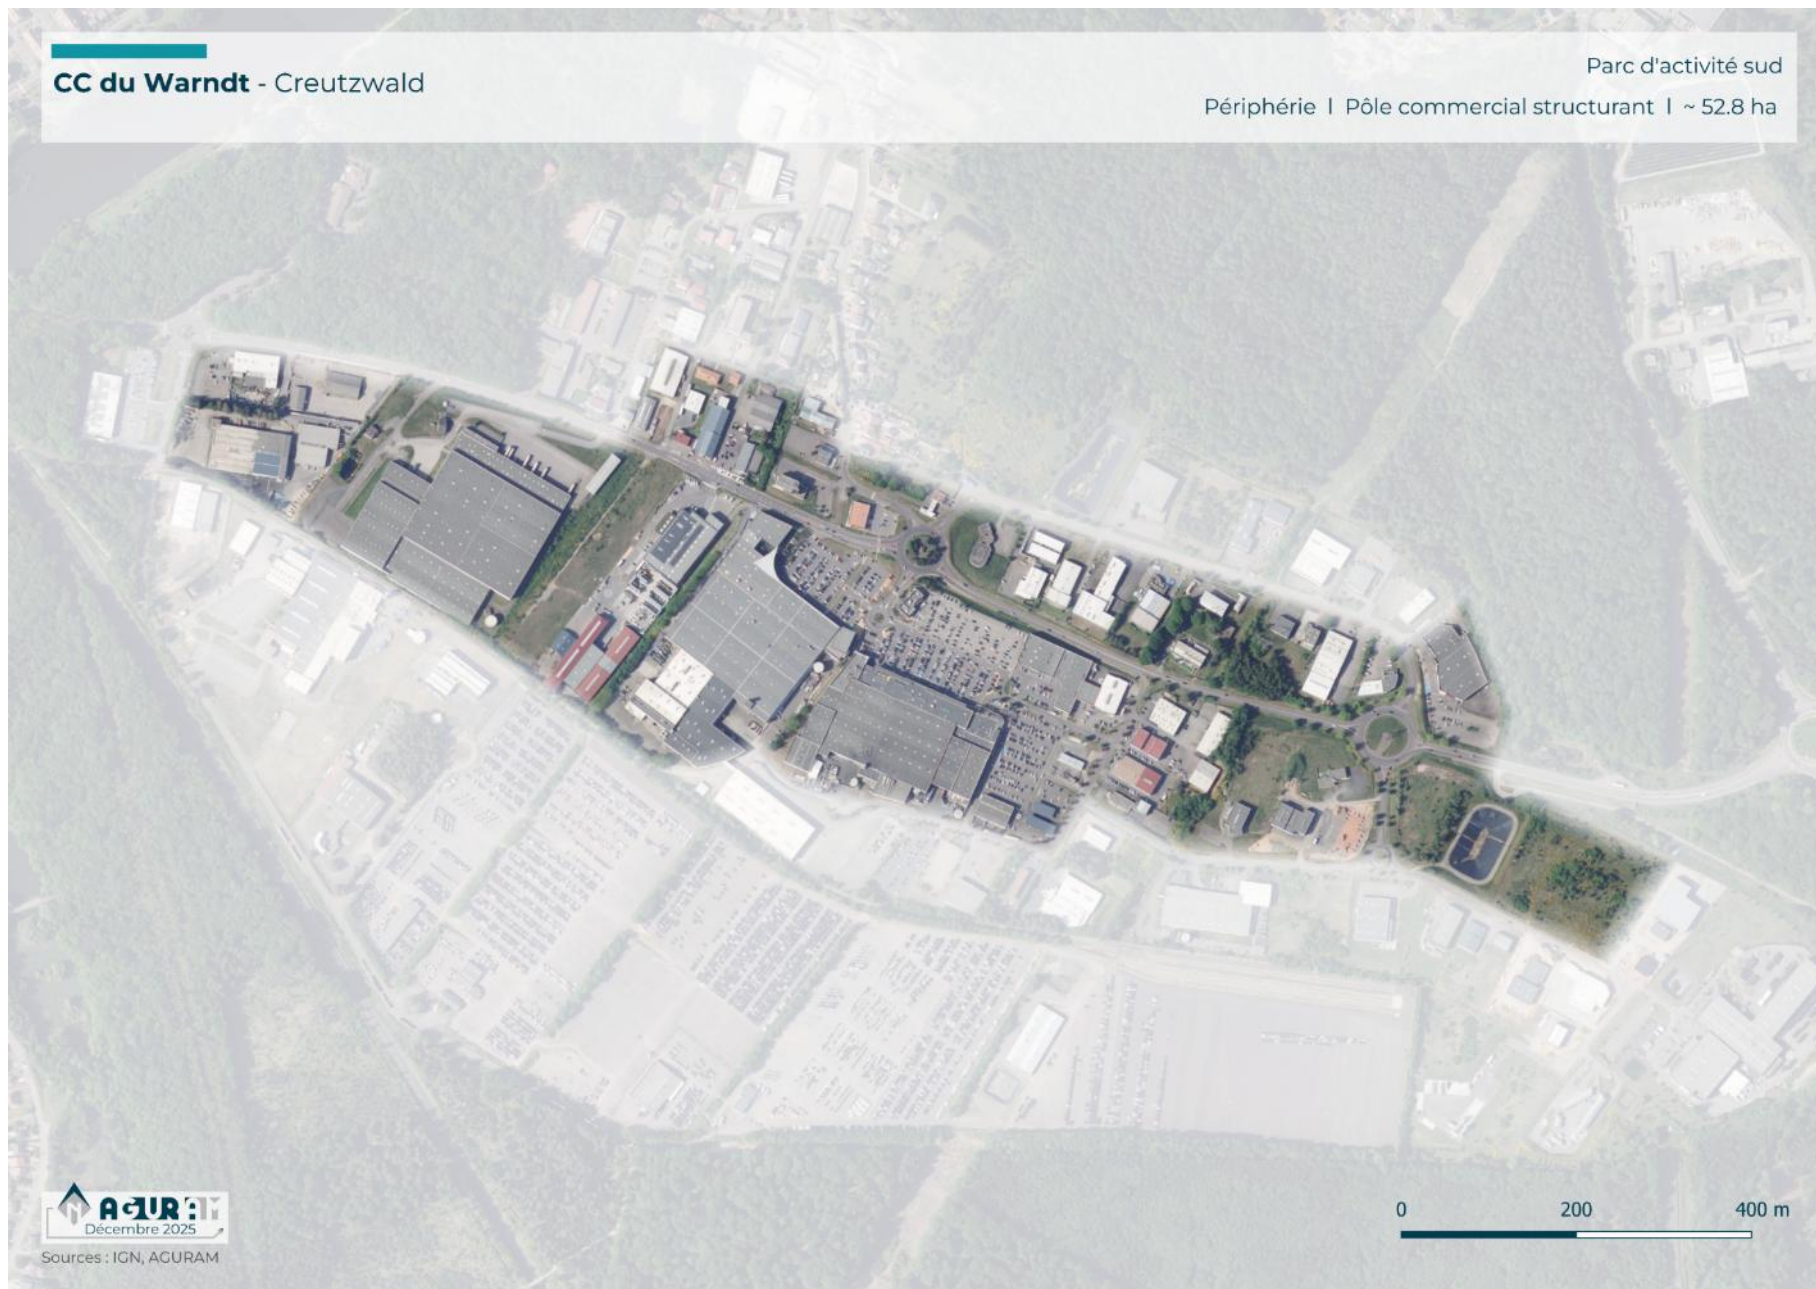 CC du Warndt - Creutzwald
Parc d'activité sud
Périphérie l Pôle commercial structurant l ~ 52.8 ha
N AGURAM
Décembre 2025
Sources : IGN, AGURAM
0 200 400 m